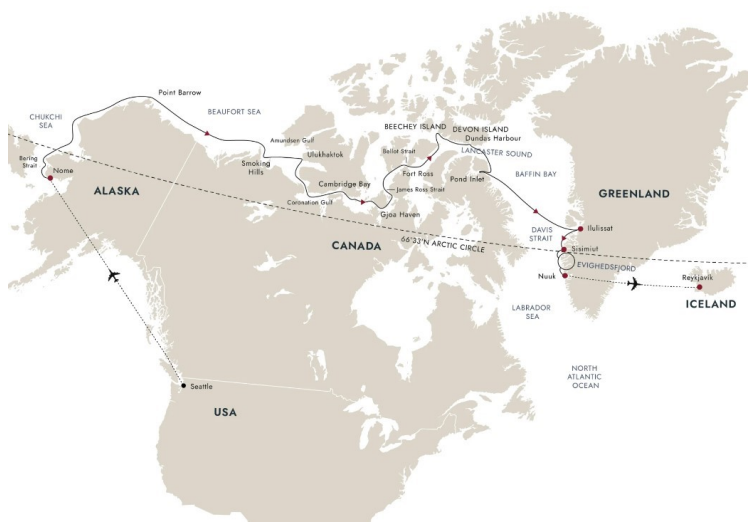 Point Barrow
CHUKCHI
SEA
BEAUFORT SEA
Bering Strait
Nome
ALASKA
Amundsen Gulf
Ulukhaktok
Smoking
Hills
Cambridge Bay
Coronation Gulf
BEECHEY ISLAND
DEVON ISLAND
Dundas Harbour
LANCASTER SOUND
Bellot Strait
Fort Ross
Pond Inlet
James Ross Strait
Gjoa Haven
BAFFIN BAY
GREENLAND
CANADA
66°33'N ARCTIC CIRCLE
DAVIS
STRAIT
Ilulissat
Sisimiut
EVIGHEDSFJORD
Nuuk
Reykjavik
ICELAND
LABRADOR
SEA
NORTH
ATLANTIC
OCEAN
Seattle
USA